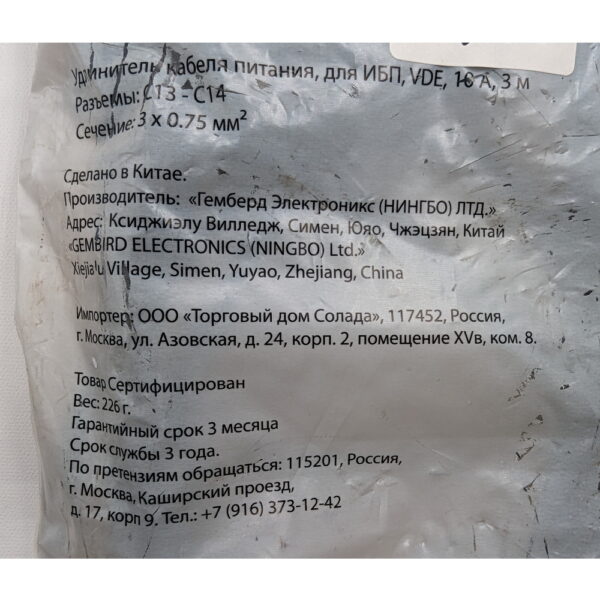 Удлинитель кабеля питания, для ИБП, VDE, 10 А, 3 м
Разъемы: C13 - C14
Сечение: 3 x 0.75 мм²
Сделано в Китае.
Производитель: «Гемберд Электроникс (НИНГБО) ЛТД.»
Адрес: Ксиджиэлу Вилледж, Симен, Юяо, Чжэцзян, Китай
«GEMBIRD ELECTRONICS (NINGBO) Ltd.»
Xiejialu Village, Simen, Yuyao, Zhejiang, China
Импортер: ООО «Торговый дом Солада», 117452, Россия,
г. Москва, ул. Азовская, д. 24, корп. 2, помещение XVв, ком. 8.
Товар Сертифицирован
Вес: 226 г.
Гарантийный срок 3 месяца
Срок службы 3 года.
По претензиям обращаться: 115201, Россия,
г. Москва, Каширский проезд,
д. 17, корп 9. Тел.: +7 (916) 373-12-42